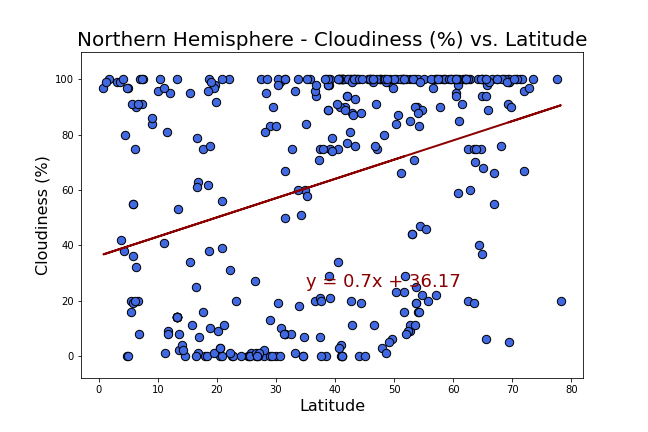 Northern Hemisphere - Cloudiness (%) vs. Latitude
100
80
60
40
20
0
Cloudiness (%)
y = 0.7x + 36.17
0 10 20 30 40 50 60 70 80
Latitude